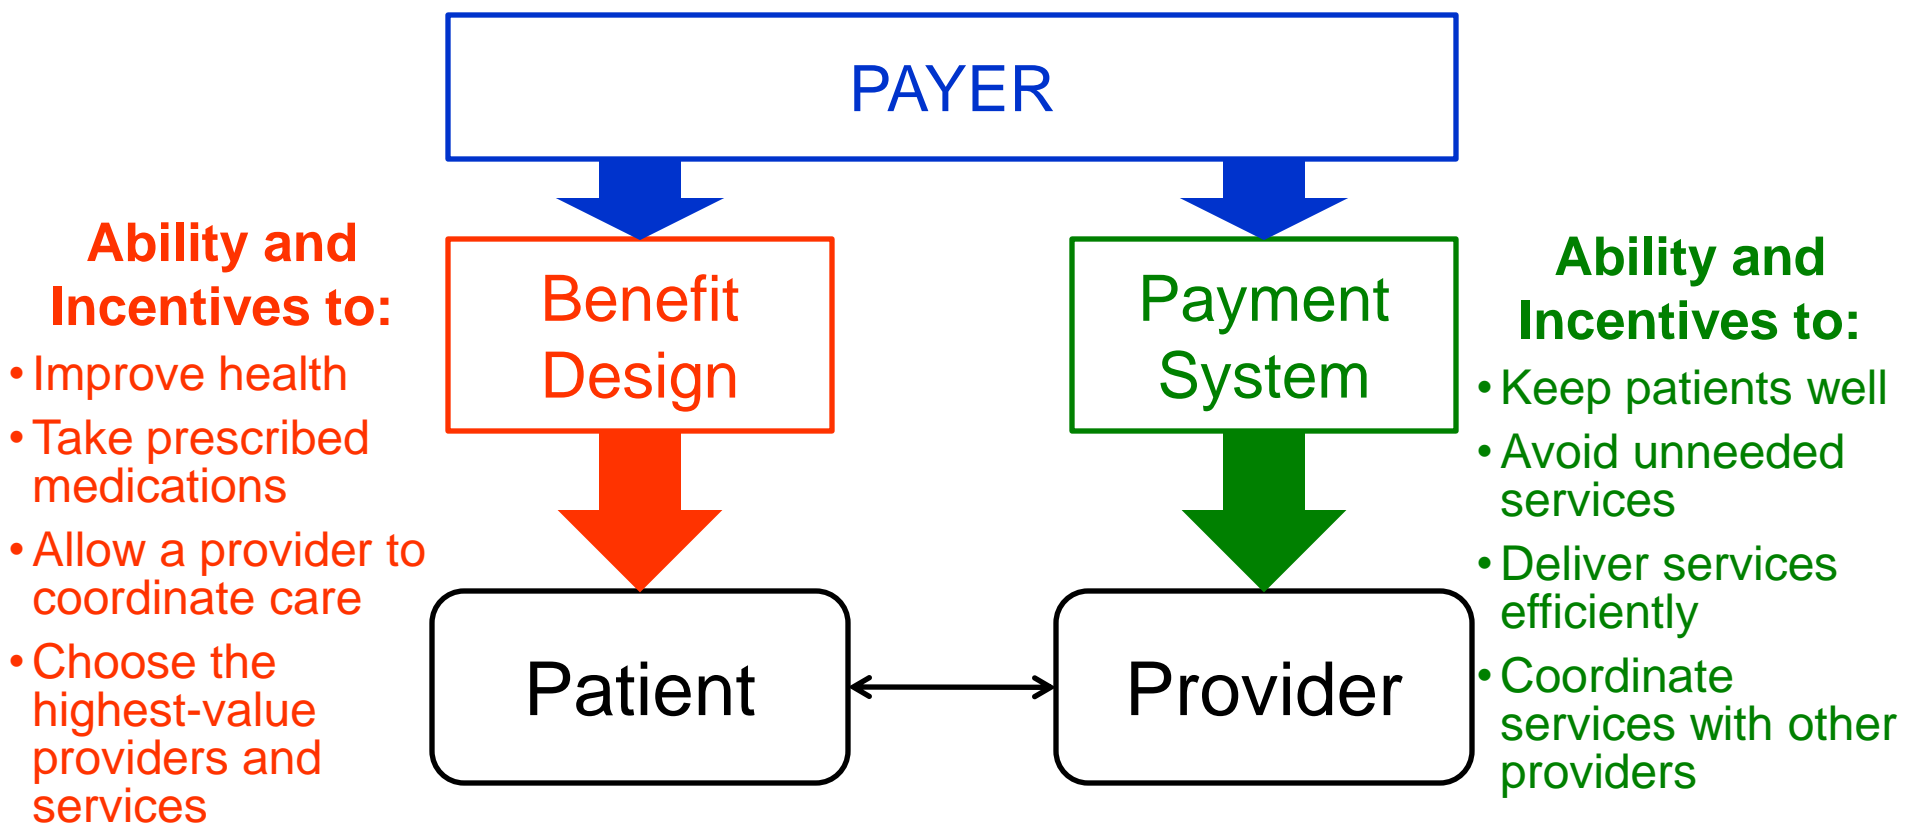 PAYER
Ability and
Incentives to:
• Improve health
• Take prescribed
medications
• Allow a provider to
coordinate care
• Choose the
highest-value
providers and
services
Benefit
Design
Payment
System
Ability and
Incentives to:
• Keep patients well
• Avoid unneeded
services
• Deliver services
efficiently
• Coordinate
services with other
providers
Patient
Provider